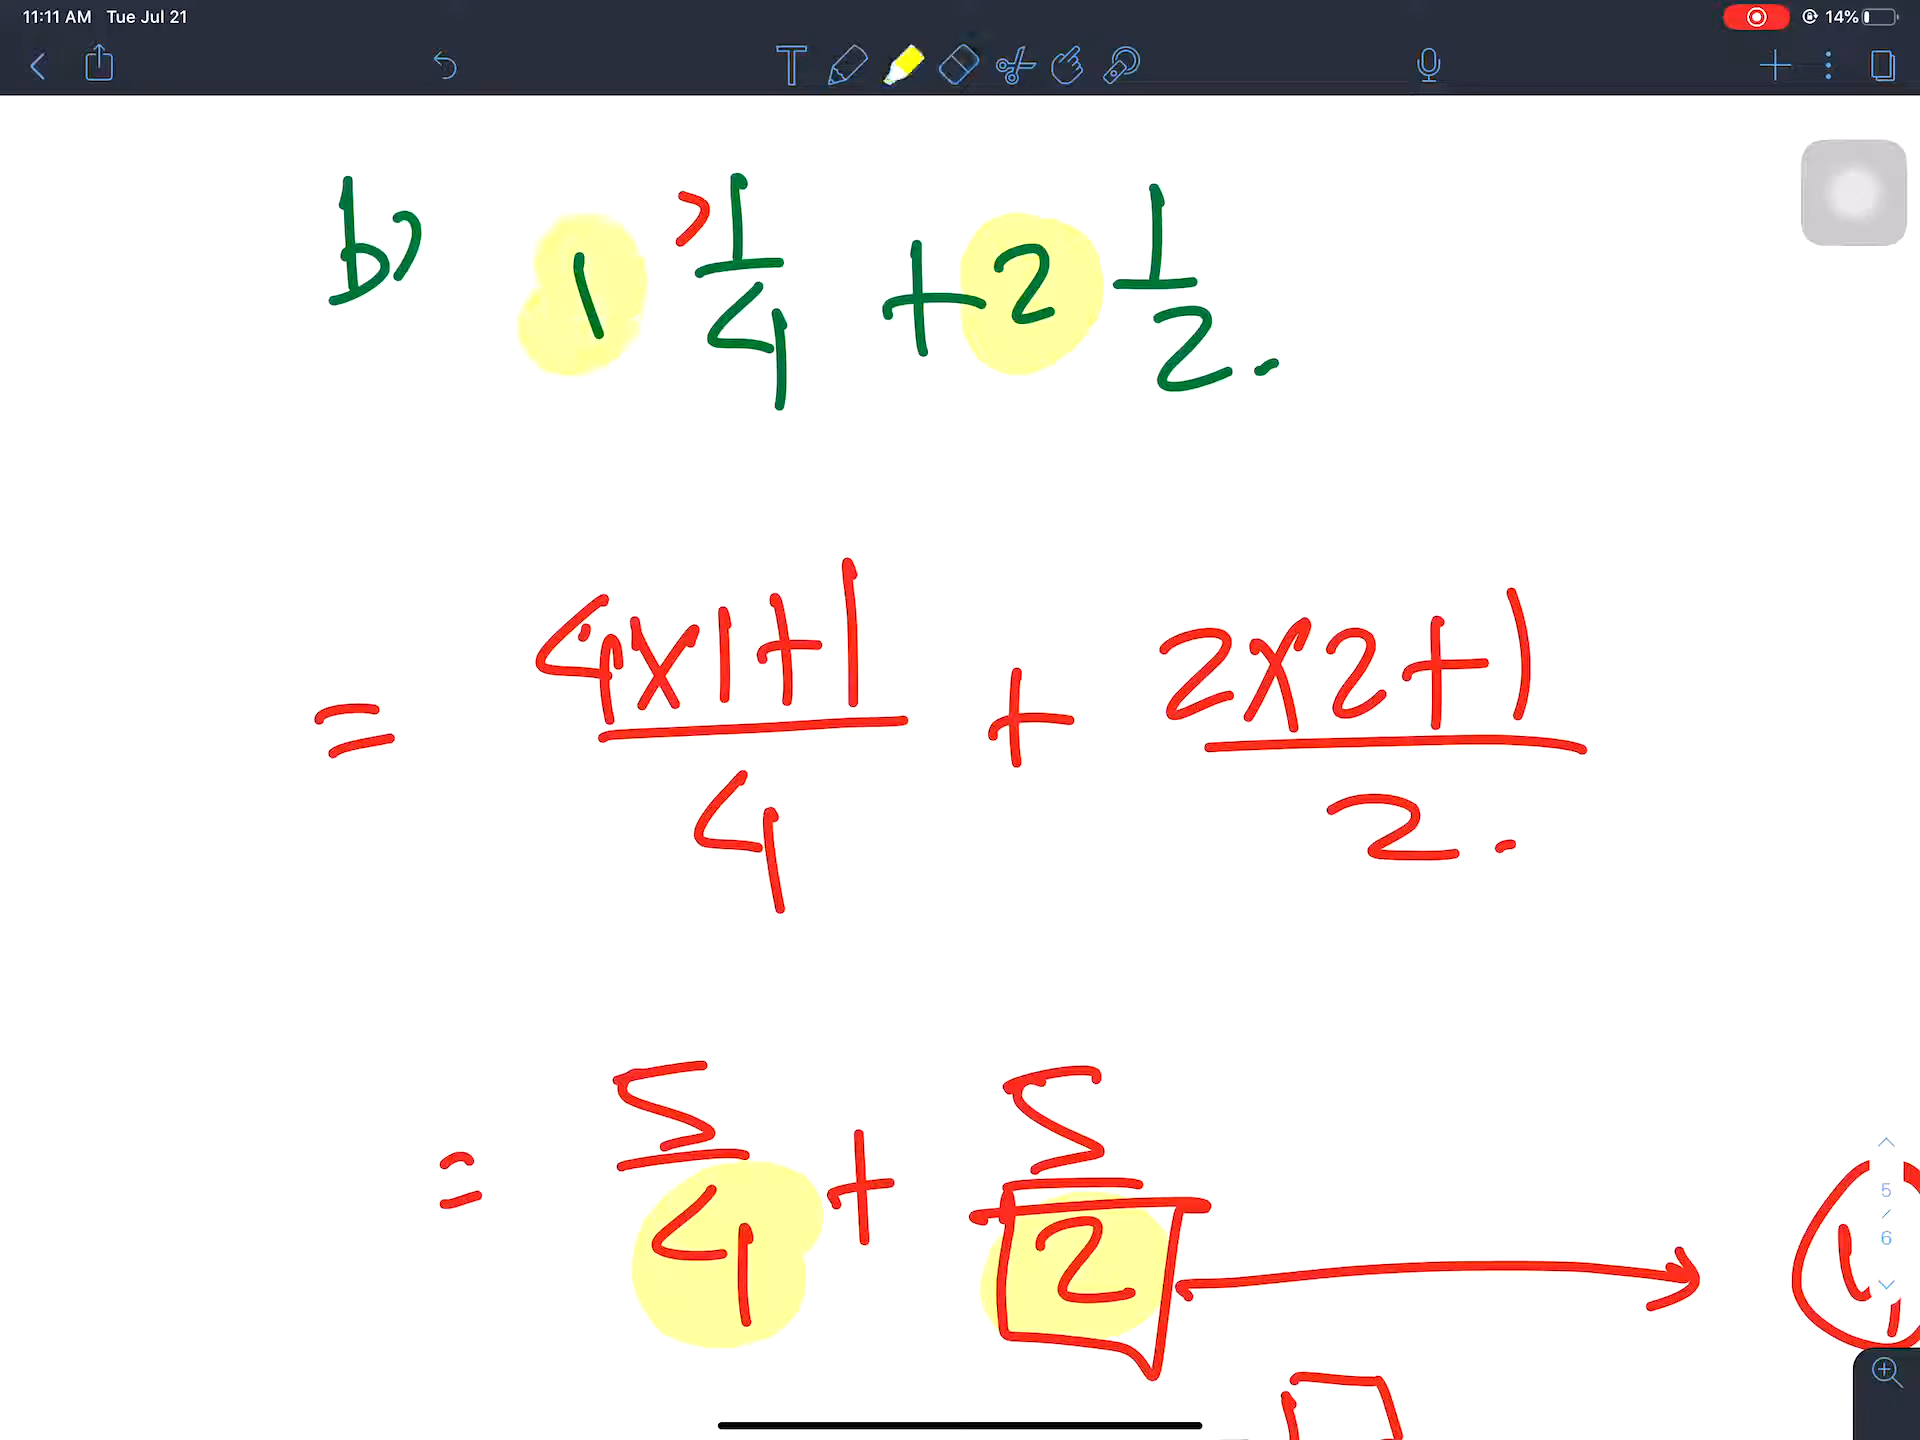 11:11 AM Tue Jul 21
14%
T
b) 1 1/4 + 2 1/2.
= (4x1+1)/4 + (2x2+1)/2.
= 5/4 + 5/2 → 4
5
/
6